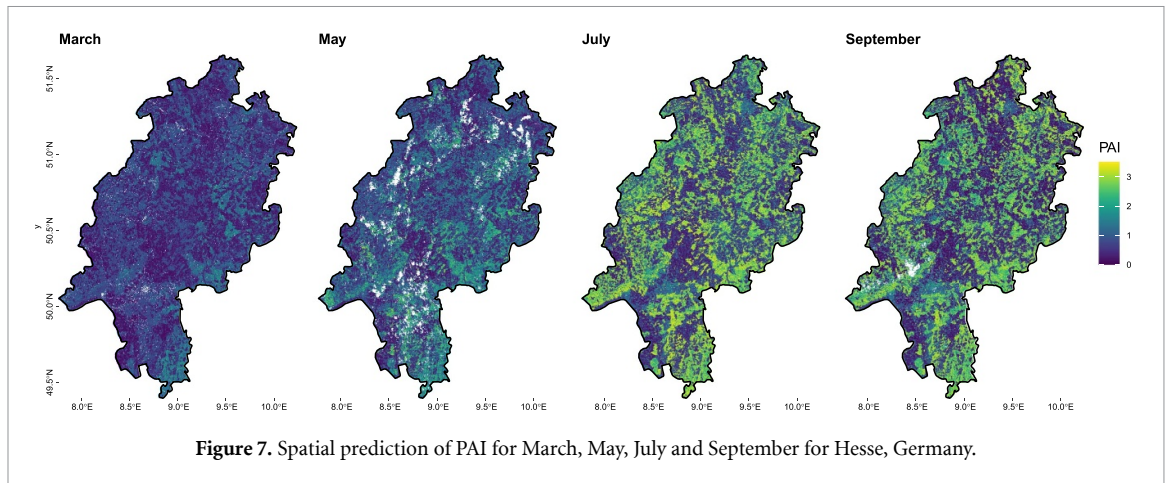 March May July September
51.5°N
51.0°N
y
50.5°N
50.0°N
49.5°N
PAI
3
2
1
0
8.0°E 8.5°E 9.0°E 9.5°E 10.0°E 8.0°E 8.5°E 9.0°E 9.5°E 10.0°E 8.0°E 8.5°E 9.0°E 9.5°E 10.0°E 8.0°E 8.5°E 9.0°E 9.5°E 10.0°E
Figure 7. Spatial prediction of PAI for March, May, July and September for Hesse, Germany.